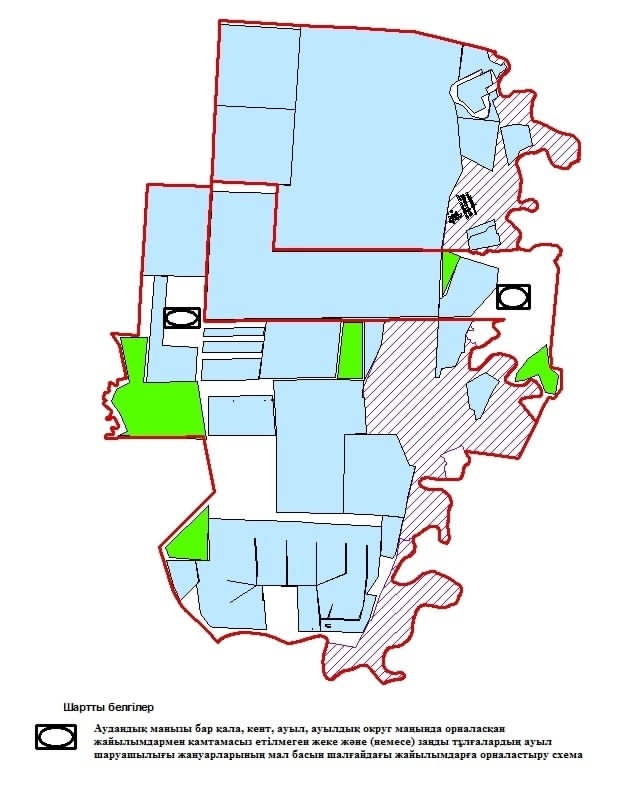 Шартты белгілер
Аудандық маңызы бар қала, кент, ауыл, ауылдық округ маңында орналасқан
жайылымдармен қамтамасыз етілмеген жеке және (немесе) заңды тұлғалардың ауыл
шаруашылығы жануарларының мал басын шалғайдағы жайылымдарға орналастыру схема